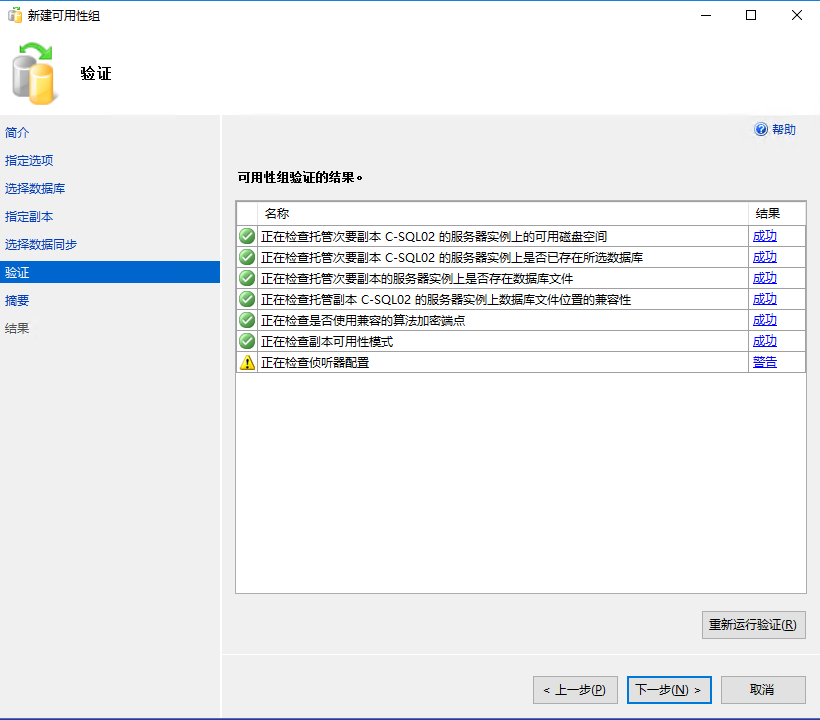 新建可用性组
验证
帮助
简介
指定选项
选择数据库
指定副本
选择数据同步
验证
摘要
结果
可用性组验证的结果。
名称 结果
正在检查托管次要副本 C-SQL02 的服务器实例上的可用磁盘空间 成功
正在检查托管次要副本 C-SQL02 的服务器实例上是否已存在所选数据库 成功
正在检查托管次要副本的服务器实例上是否存在数据库文件 成功
正在检查托管副本 C-SQL02 的服务器实例上数据库文件位置的兼容性 成功
正在检查是否使用兼容的算法加密端点 成功
正在检查副本可用性模式 成功
正在检查侦听器配置 警告
重新运行验证(R)
< 上一步(P) 下一步(N) > 取消